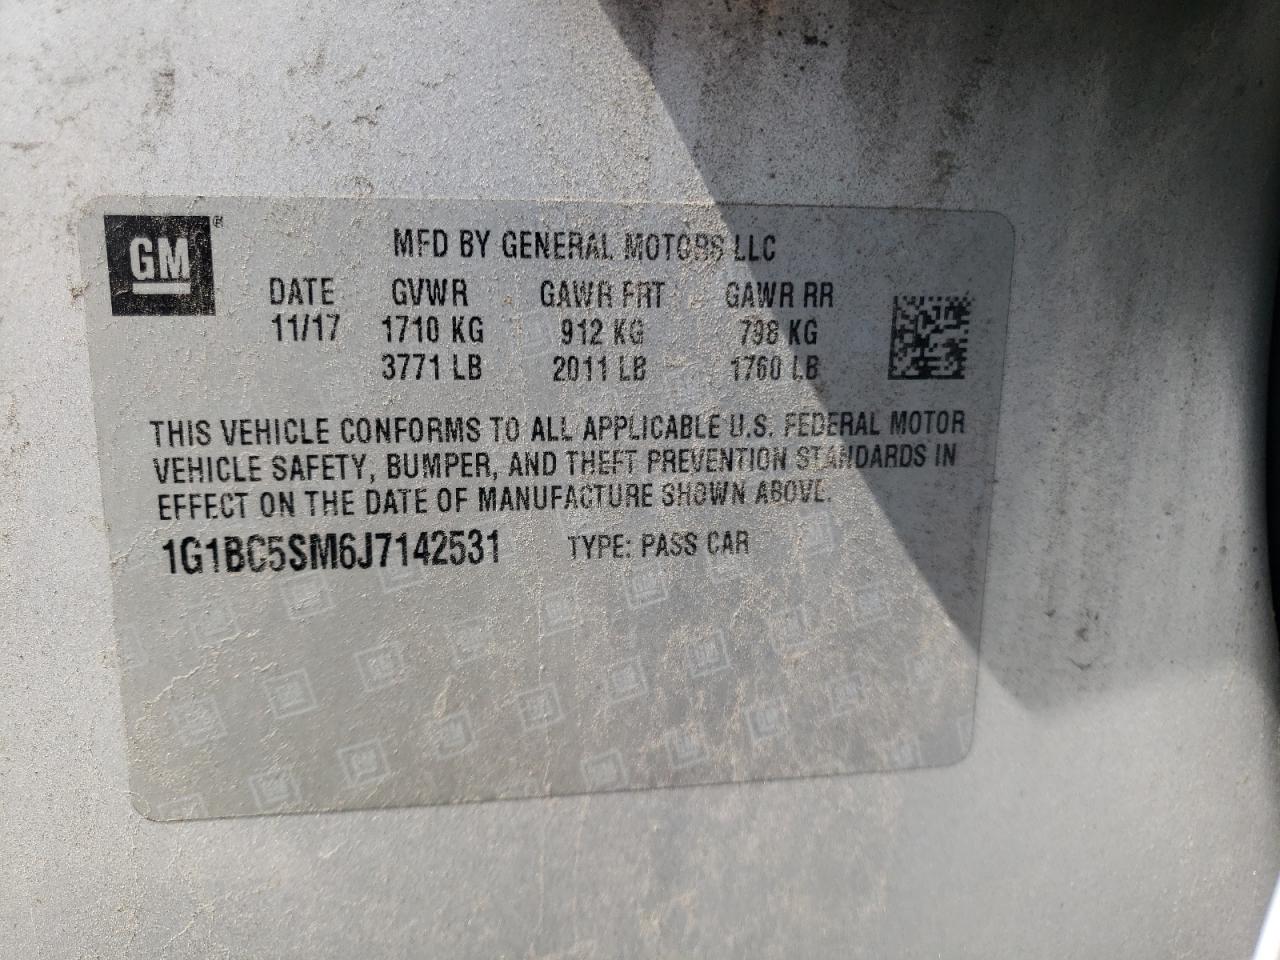 GM®
MFD BY GENERAL MOTORS LLC
DATE GVWR GAWR FRT GAWR RR
11/17 1710 KG 912 KG 798 KG
3771 LB 2011 LB 1760 LB
THIS VEHICLE CONFORMS TO ALL APPLICABLE U.S. FEDERAL MOTOR
VEHICLE SAFETY, BUMPER, AND THEFT PREVENTION STANDARDS IN
EFFECT ON THE DATE OF MANUFACTURE SHOWN ABOVE.
1G1BC5SM6J7142531 TYPE: PASS CAR